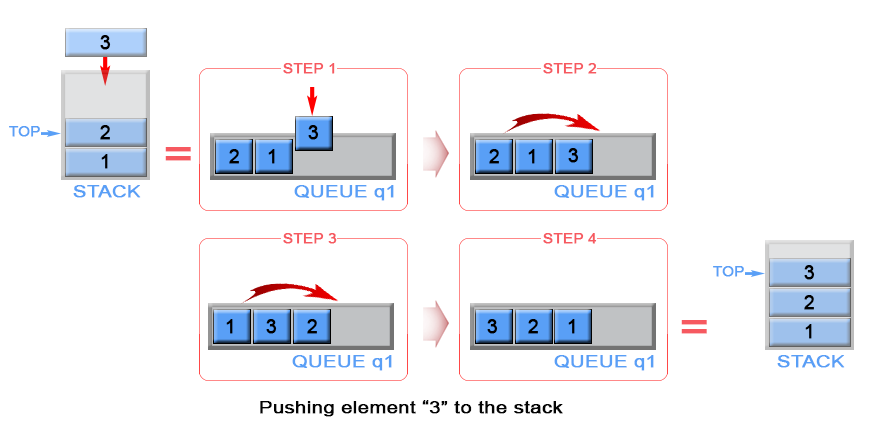 3
TOP
2
1
STACK
=
STEP 1
3
2 1
QUEUE q1
STEP 2
2 1 3
QUEUE q1
STEP 3
1 3 2
QUEUE q1
STEP 4
3 2 1
QUEUE q1
=
TOP
3
2
1
STACK
Pushing element “3” to the stack